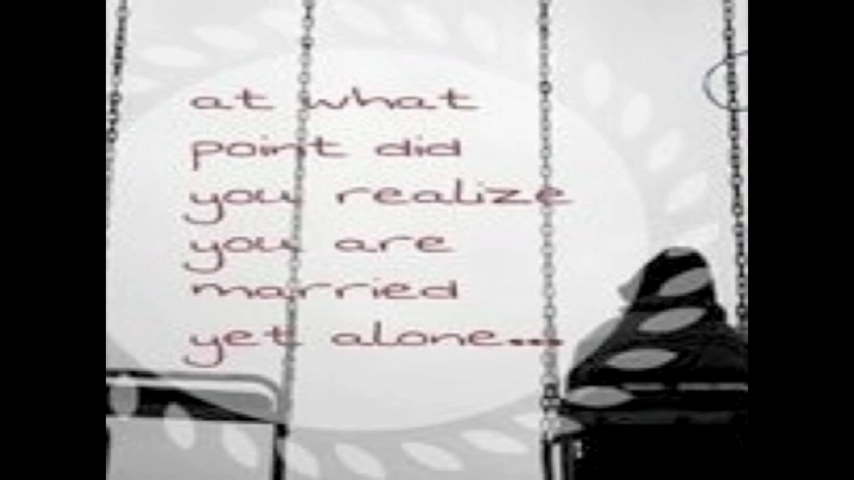 at what
point did
you realize
you are
married
yet alone...